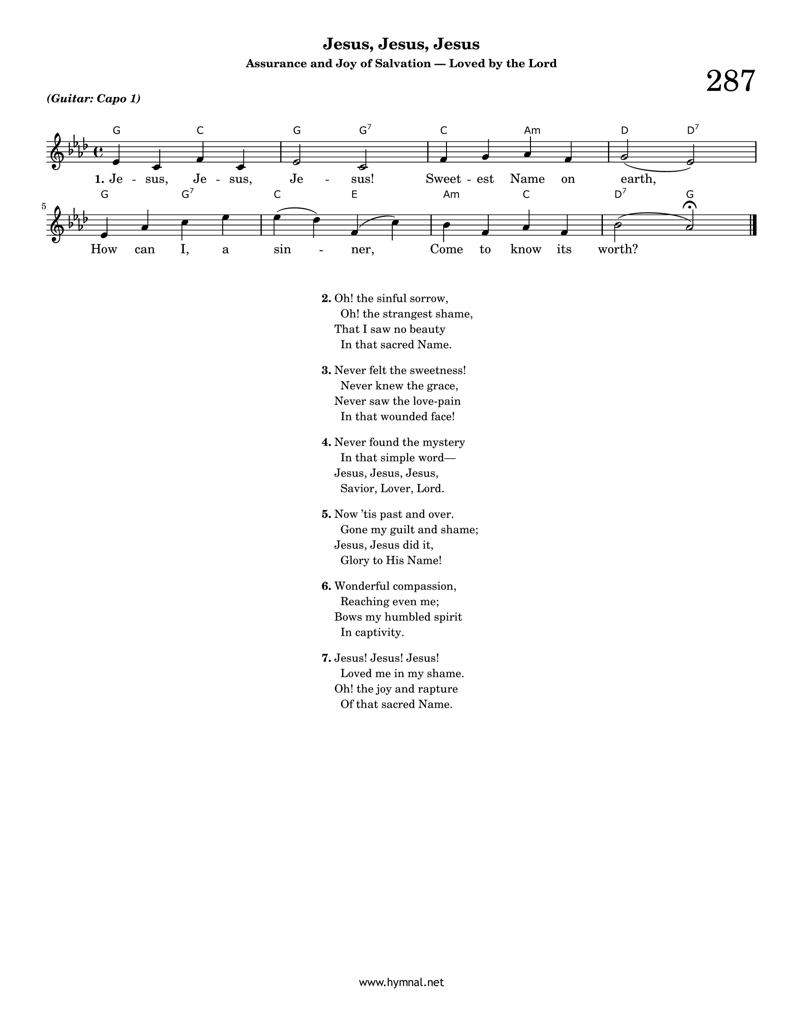 Jesus, Jesus, Jesus
Assurance and Joy of Salvation — Loved by the Lord
287
(Guitar: Capo 1)
G C G G7 C Am D D7
1. Je - sus, Je - sus, Je - sus! Sweet - est Name on earth,
G G7 C E Am C D7 G
5
How can I, a sin - ner, Come to know its worth?
2. Oh! the sinful sorrow,
Oh! the strangest shame,
That I saw no beauty
In that sacred Name.
3. Never felt the sweetness!
Never knew the grace,
Never saw the love-pain
In that wounded face!
4. Never found the mystery
In that simple word—
Jesus, Jesus, Jesus,
Savior, Lover, Lord.
5. Now ’tis past and over.
Gone my guilt and shame;
Jesus, Jesus did it,
Glory to His Name!
6. Wonderful compassion,
Reaching even me;
Bows my humbled spirit
In captivity.
7. Jesus! Jesus! Jesus!
Loved me in my shame.
Oh! the joy and rapture
Of that sacred Name.
www.hymnal.net